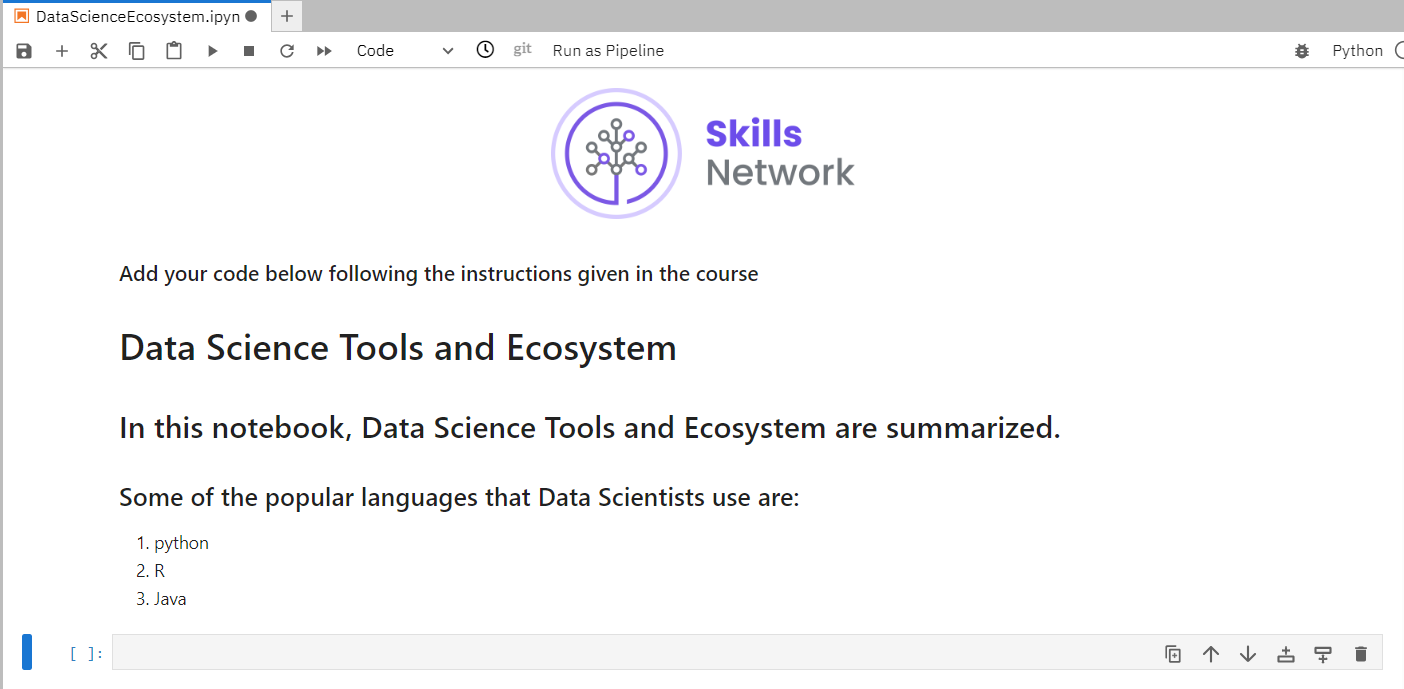 DataScienceEcosystem.ipyn
Code git Run as Pipeline Python
Skills
Network
Add your code below following the instructions given in the course
Data Science Tools and Ecosystem
In this notebook, Data Science Tools and Ecosystem are summarized.
Some of the popular languages that Data Scientists use are:
1. python
2. R
3. Java
[ ]: